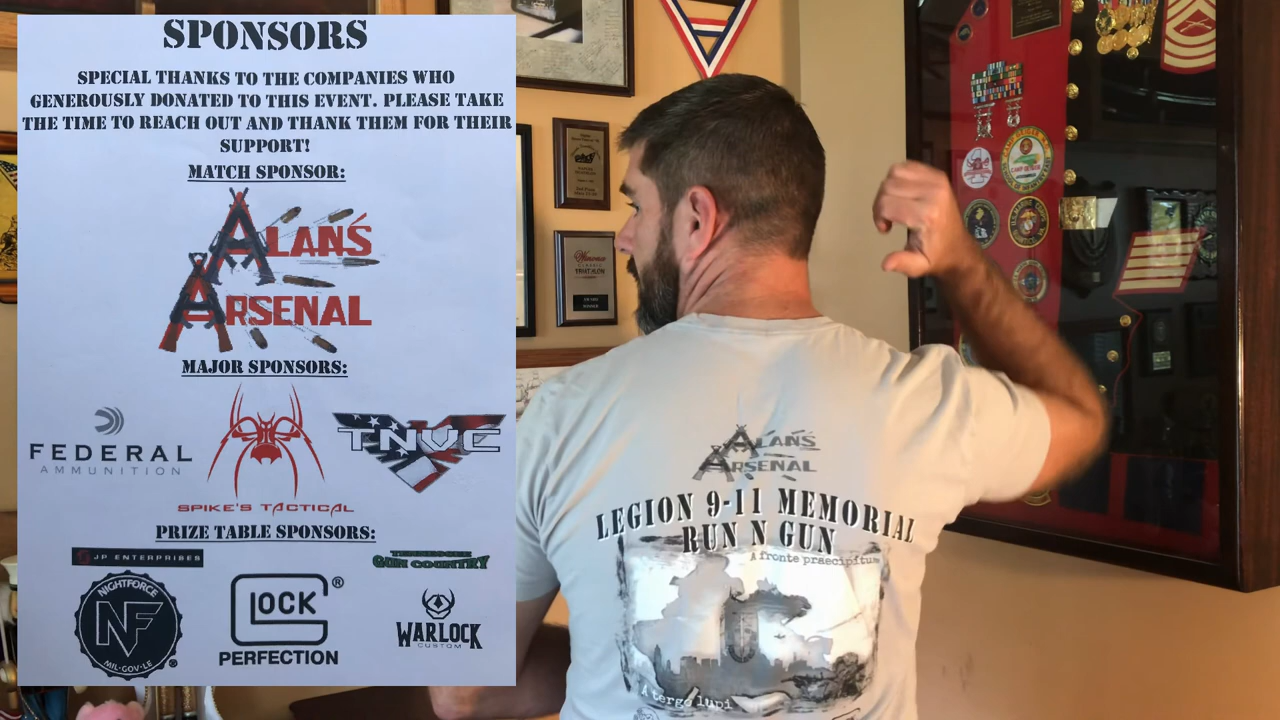 SPONSORS
SPECIAL THANKS TO THE COMPANIES WHO
GENEROUSLY DONATED TO THIS EVENT. PLEASE TAKE
THE TIME TO REACH OUT AND THANK THEM FOR THEIR
SUPPORT!
MATCH SPONSOR:
ALAN'S
ARSENAL
MAJOR SPONSORS:
FEDERAL
AMMUNITION
SPIKE'S TACTICAL
TNVC
PRIZE TABLE SPONSORS:
JP ENTERPRISES
GUN COUNTRY
NIGHTFORCE
NF
MIL·GOV·LE
®
GLOCK ®
PERFECTION
WARLOCK
CUSTOM
ALAN'S
ARSENAL
LEGION 9-11 MEMORIAL
RUN N GUN
A fronte praecipitum
A tergo lupi
TRIATHLON